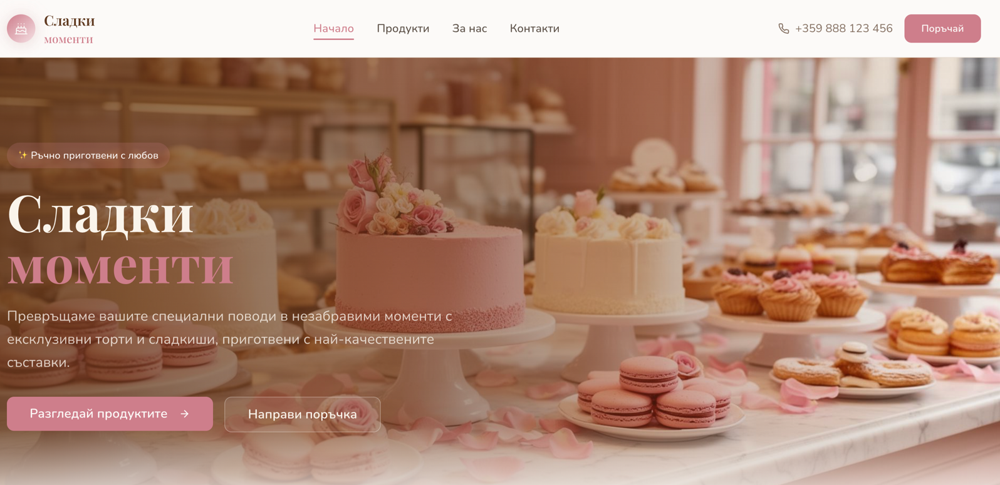 Сладки
моменти
Начало
Продукти
За нас
Контакти
+359 888 123 456
Поръчай
✨ Ръчно приготвени с любов
Сладки
моменти
Превръщаме вашите специални поводи в незабравими моменти с
ексклузивни торти и сладкиши, приготвени с най-качествените
съставки.
Разгледай продуктите →
Направи поръчка